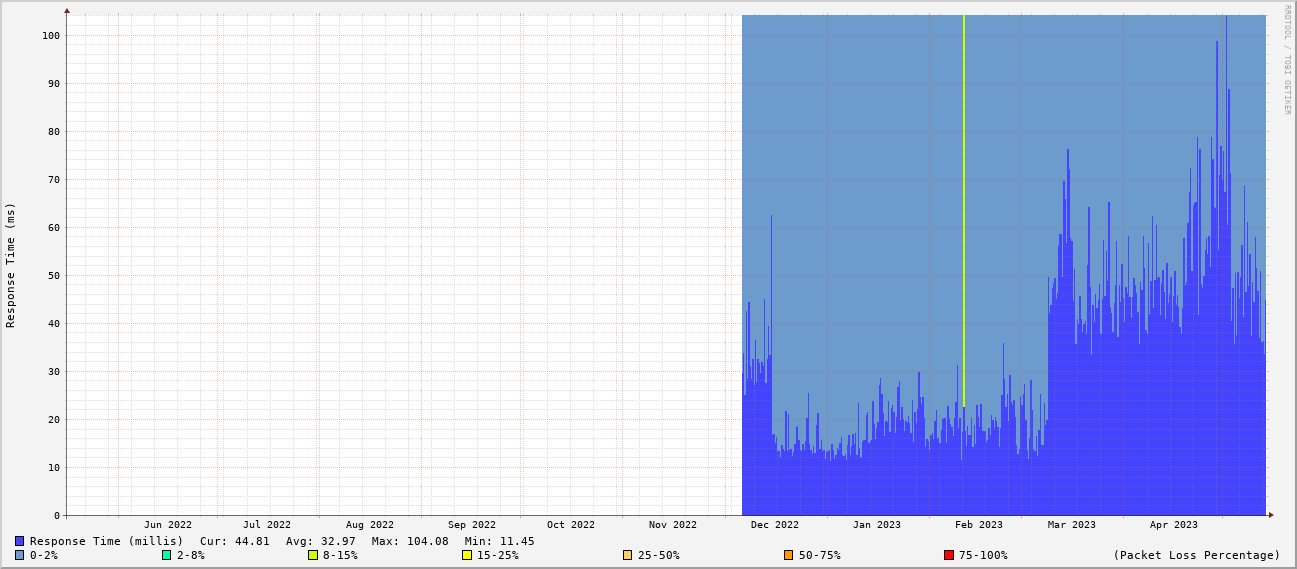 RRDTOOL / TOBI OETIKER
Response Time (ms)
100
90
80
70
60
50
40
30
20
10
0
Jun 2022 Jul 2022 Aug 2022 Sep 2022 Oct 2022 Nov 2022 Dec 2022 Jan 2023 Feb 2023 Mar 2023 Apr 2023
Response Time (millis) Cur: 44.81 Avg: 32.97 Max: 104.08 Min: 11.45
0-2% 2-8% 8-15% 15-25% 25-50% 50-75% 75-100% (Packet Loss Percentage)